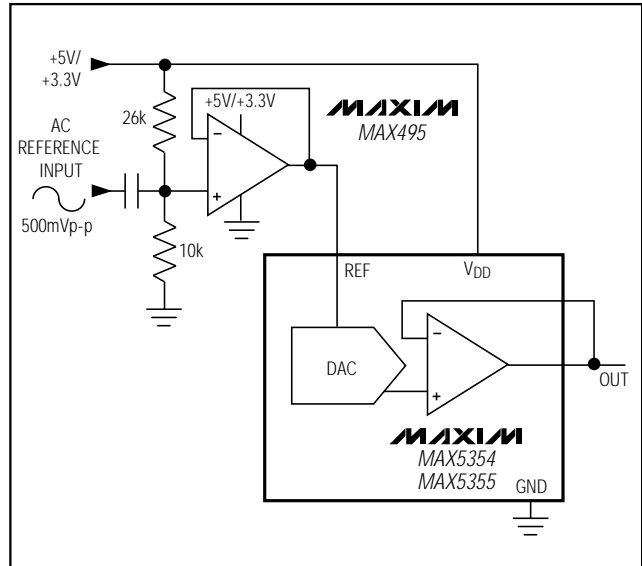 +5V/
+3.3V
AC
REFERENCE
INPUT
500mVp-p
26k
10k
+5V/+3.3V
−
+
MAXIM
MAX495
REF
VDD
DAC
−
+
OUT
MAXIM
MAX5354
MAX5355
GND